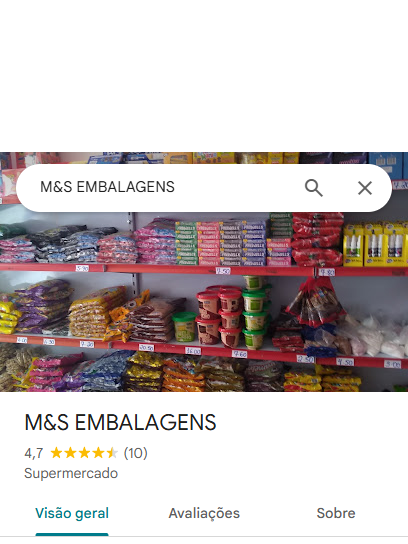 M&S EMBALAGENS
M&S EMBALAGENS
4,7 (10)
Supermercado
Visão geral
Avaliações
Sobre